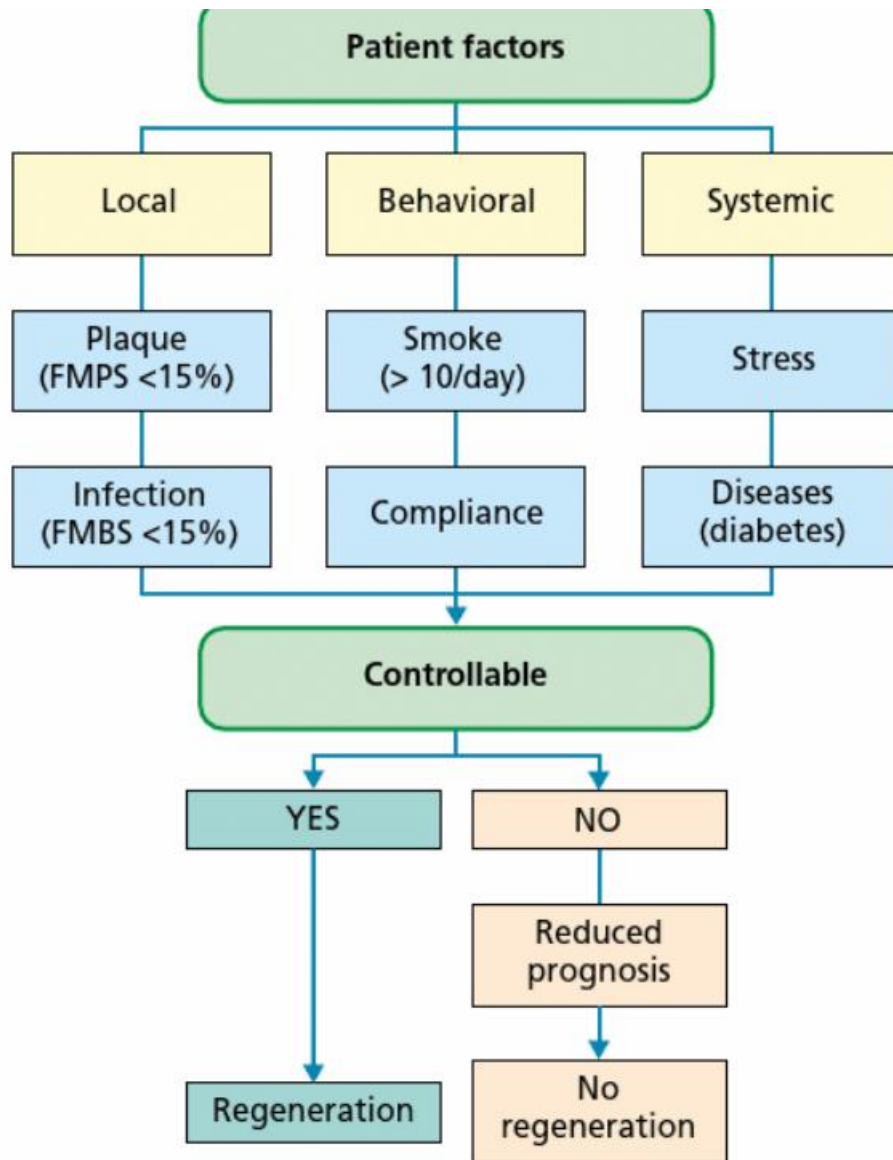 Patient factors
Local
Behavioral
Systemic
Plaque
(FMPS <15%)
Smoke
(> 10/day)
Stress
Infection
(FMBS <15%)
Compliance
Diseases
(diabetes)
Controllable
YES
NO
Reduced
prognosis
Regeneration
No
regeneration